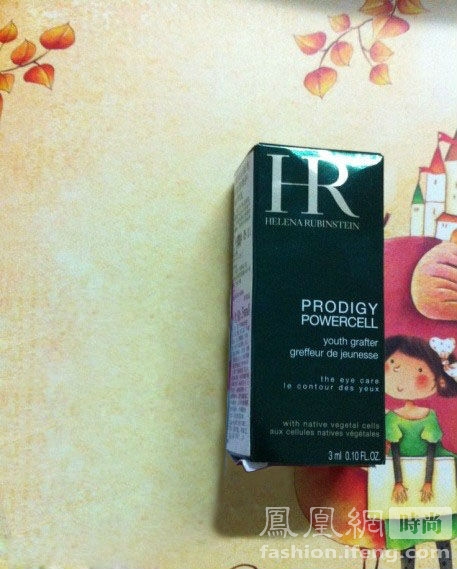 HR
HELENA RUBINSTEIN
PRODIGY
POWERCELL
youth grafter
greffeur de jeunesse
the eye care
le contour des yeux
with native vegetal cells
aux cellules natives végétales
3 ml 0.10 FL.OZ.
鳳凰網 時尚
fashion.ifeng.com